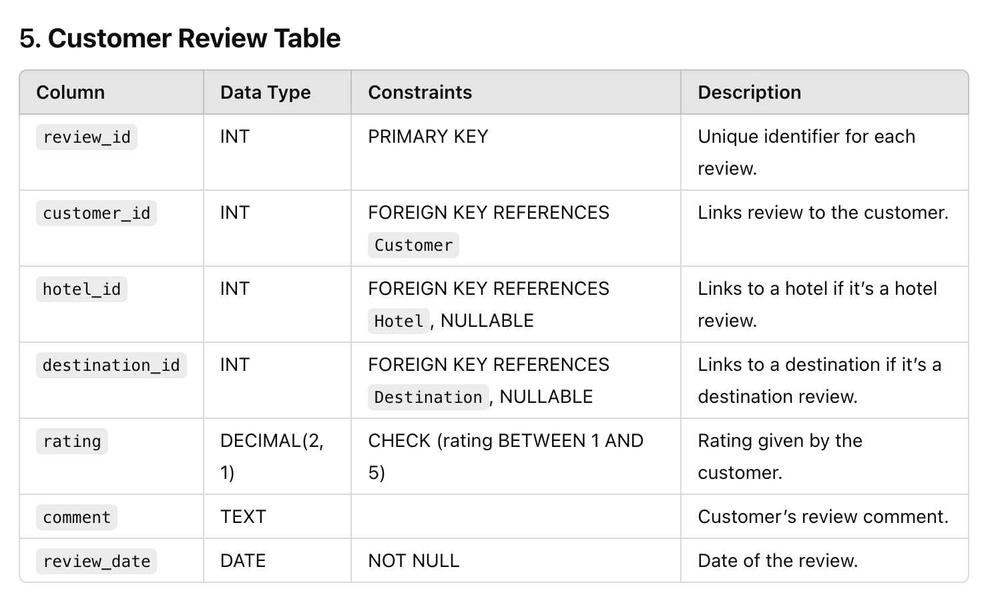 5. Customer Review Table
Column Data Type Constraints Description
review_id INT PRIMARY KEY Unique identifier for each
review.
customer_id INT FOREIGN KEY REFERENCES Links review to the customer.
Customer
hotel_id INT FOREIGN KEY REFERENCES Links to a hotel if it’s a hotel
Hotel, NULLABLE review.
destination_id INT FOREIGN KEY REFERENCES Links to a destination if it’s a
Destination, NULLABLE destination review.
rating DECIMAL(2, CHECK (rating BETWEEN 1 AND Rating given by the
1) 5) customer.
comment TEXT Customer’s review comment.
review_date DATE NOT NULL Date of the review.